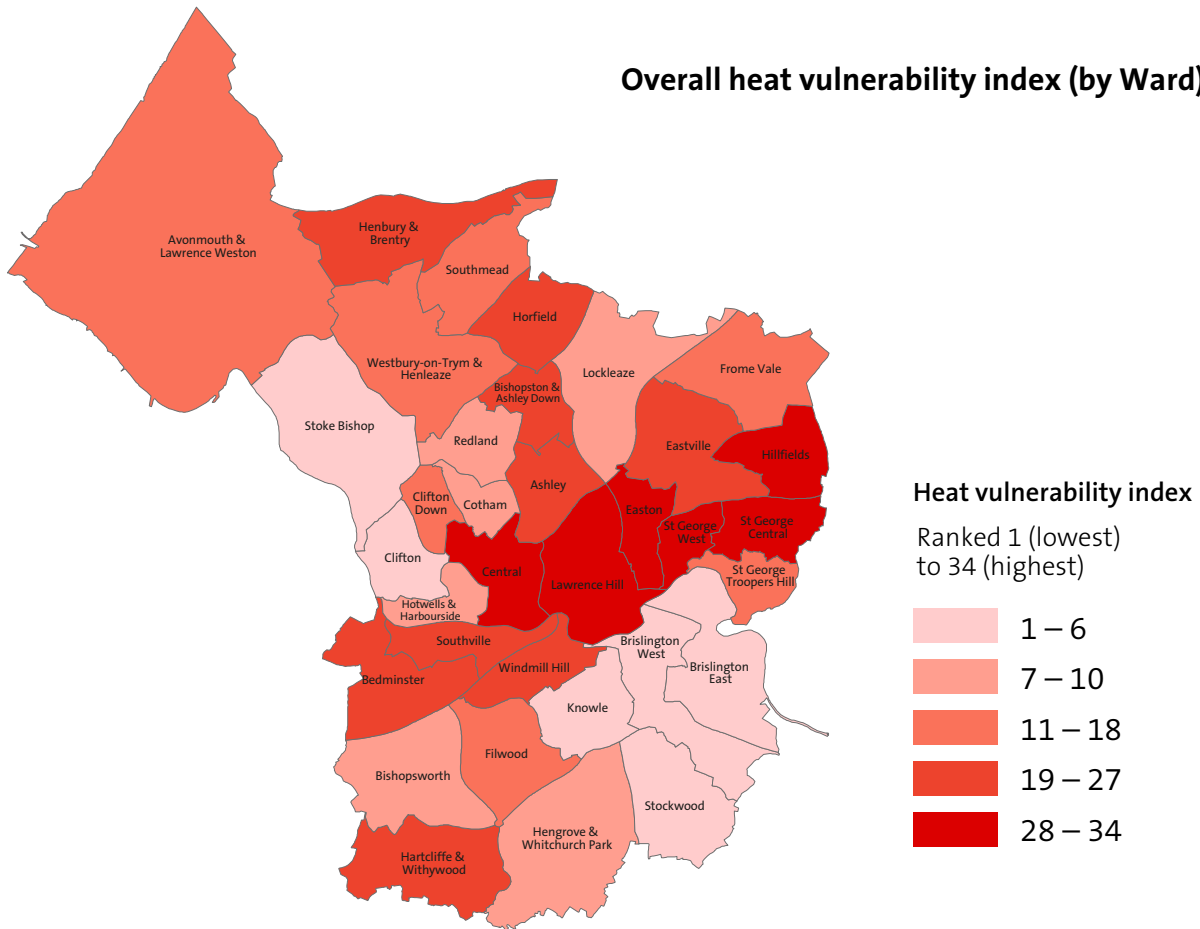 Overall heat vulnerability index (by Ward)
Avonmouth &
Lawrence Weston
Henbury &
Brentry
Southmead
Horfield
Westbury-on-Trym &
Henleaze
Lockleaze
Frome Vale
Bishopston &
Ashley Down
Stoke Bishop
Redland
Eastville
Hillfields
Clifton
Down
Cotham
Ashley
Easton
St George
West
St George
Central
Clifton
Central
Lawrence Hill
St George
Troopers Hill
Hotwells &
Harbourside
Southville
Brislington
West
Windmill Hill
Brislington
East
Bedminster
Knowle
Bishopsworth
Filwood
Stockwood
Hengrove &
Whitchurch Park
Hartcliffe &
Withywood
Heat vulnerability index
Ranked 1 (lowest)
to 34 (highest)
1 – 6
7 – 10
11 – 18
19 – 27
28 – 34